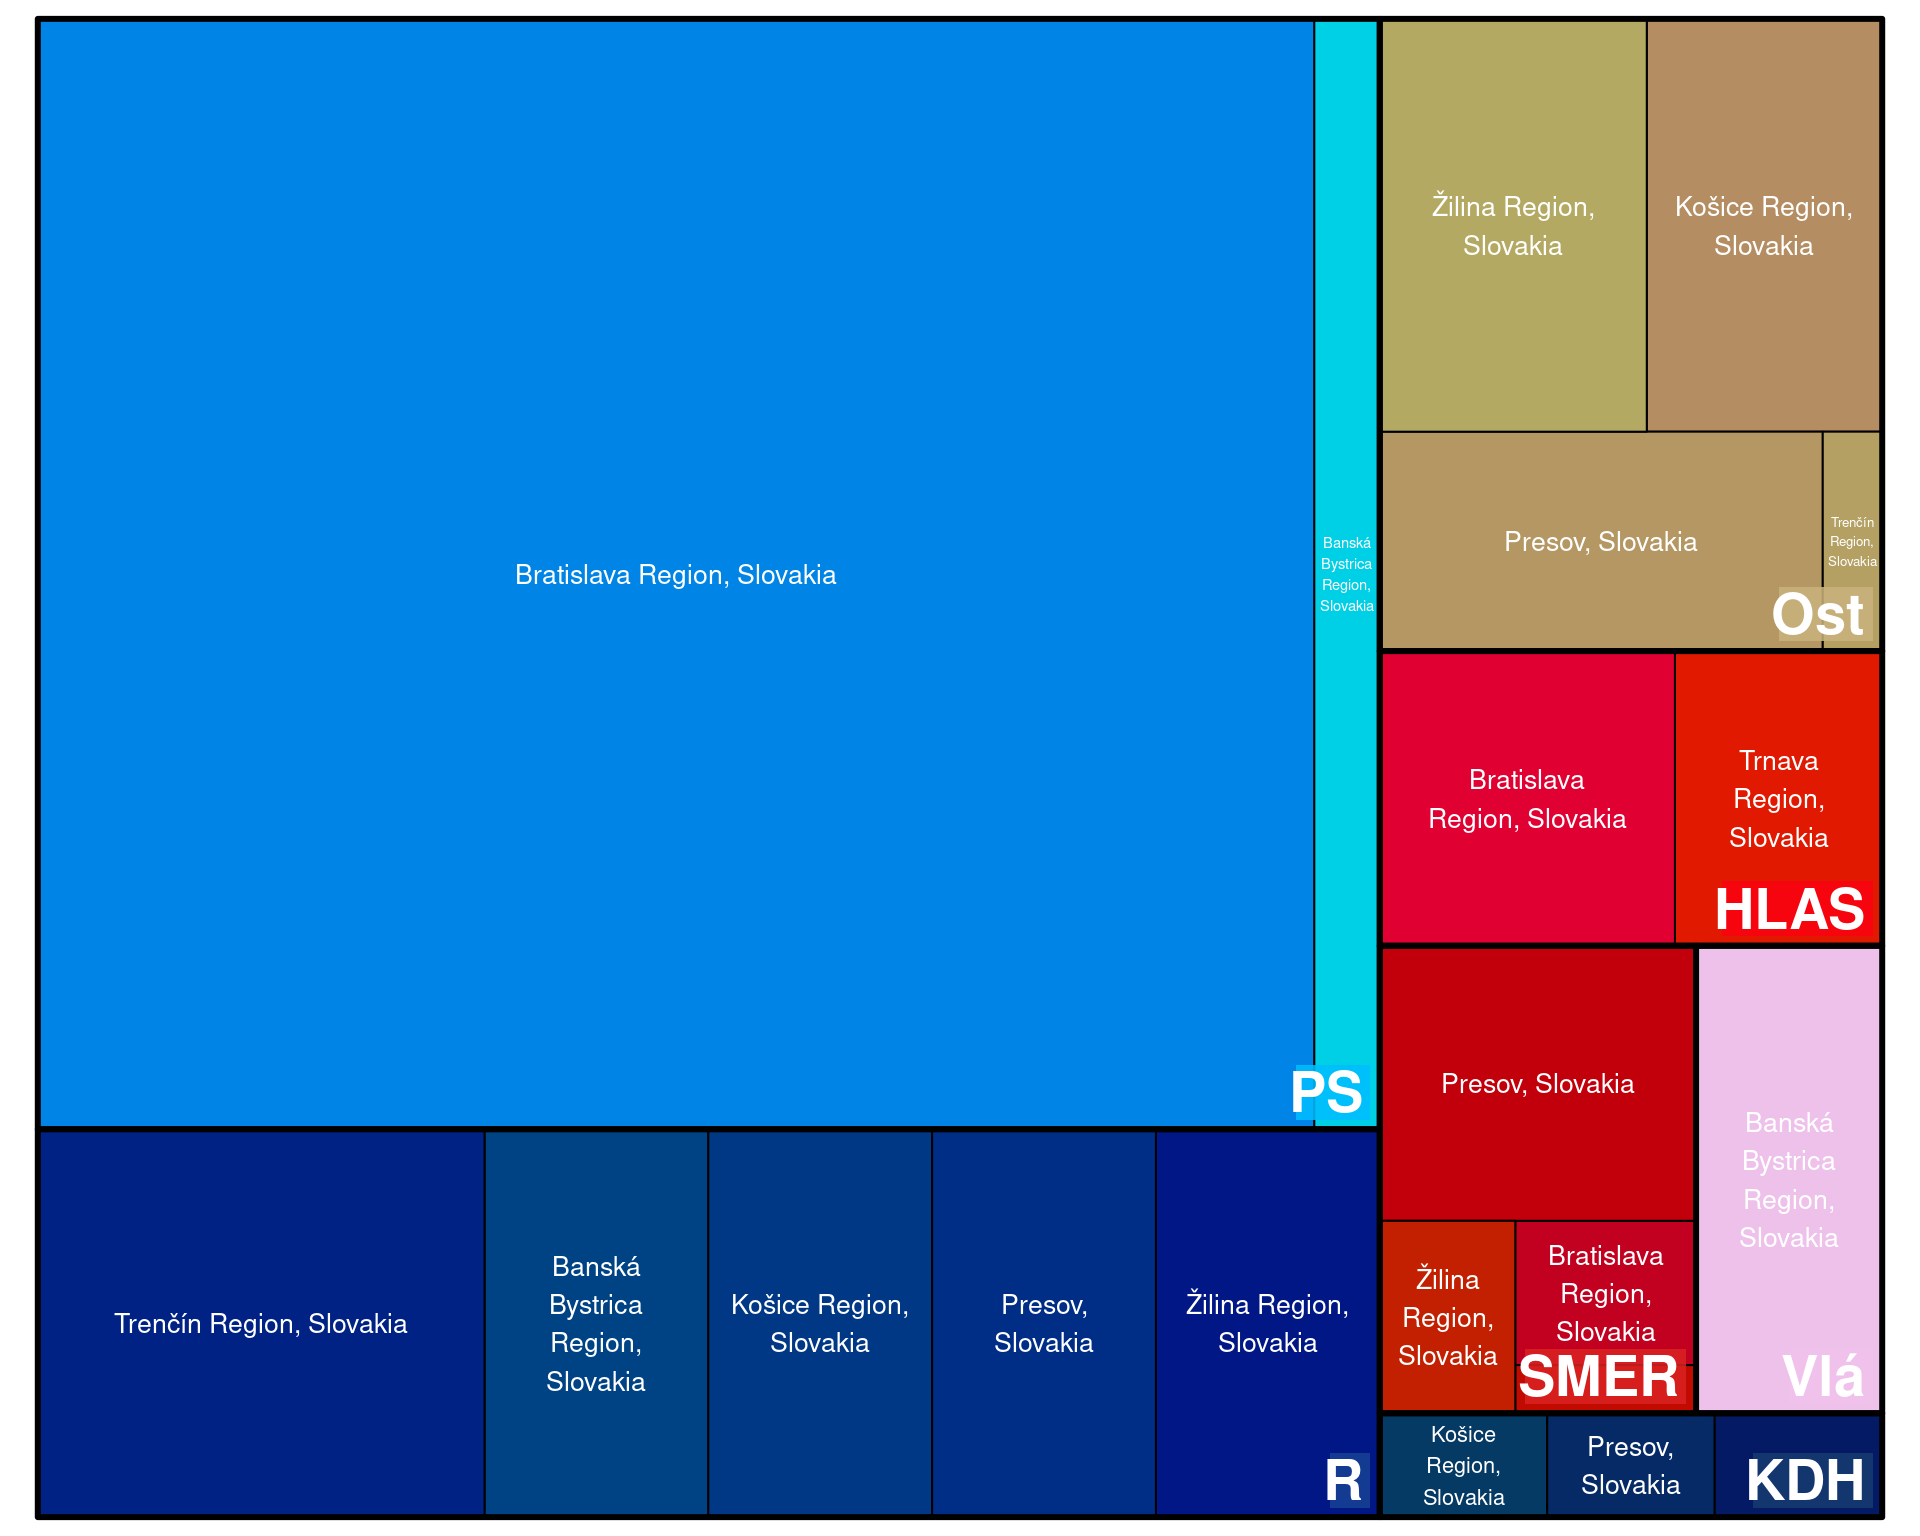 Bratislava Region, Slovakia
Banská
Bystrica
Region,
Slovakia
PS
Trenčín Region, Slovakia
Banská
Bystrica
Region,
Slovakia
Košice Region,
Slovakia
Presov,
Slovakia
Žilina Region,
Slovakia
R
Žilina Region,
Slovakia
Košice Region,
Slovakia
Presov, Slovakia
Trenčín
Region,
Slovakia
Ost
Bratislava
Region, Slovakia
Trnava
Region,
Slovakia
HLAS
Presov, Slovakia
Žilina
Region,
Slovakia
Bratislava
Region,
Slovakia
SMER
Banská
Bystrica
Region,
Slovakia
Vlá
Košice
Region,
Slovakia
Presov,
Slovakia
KDH